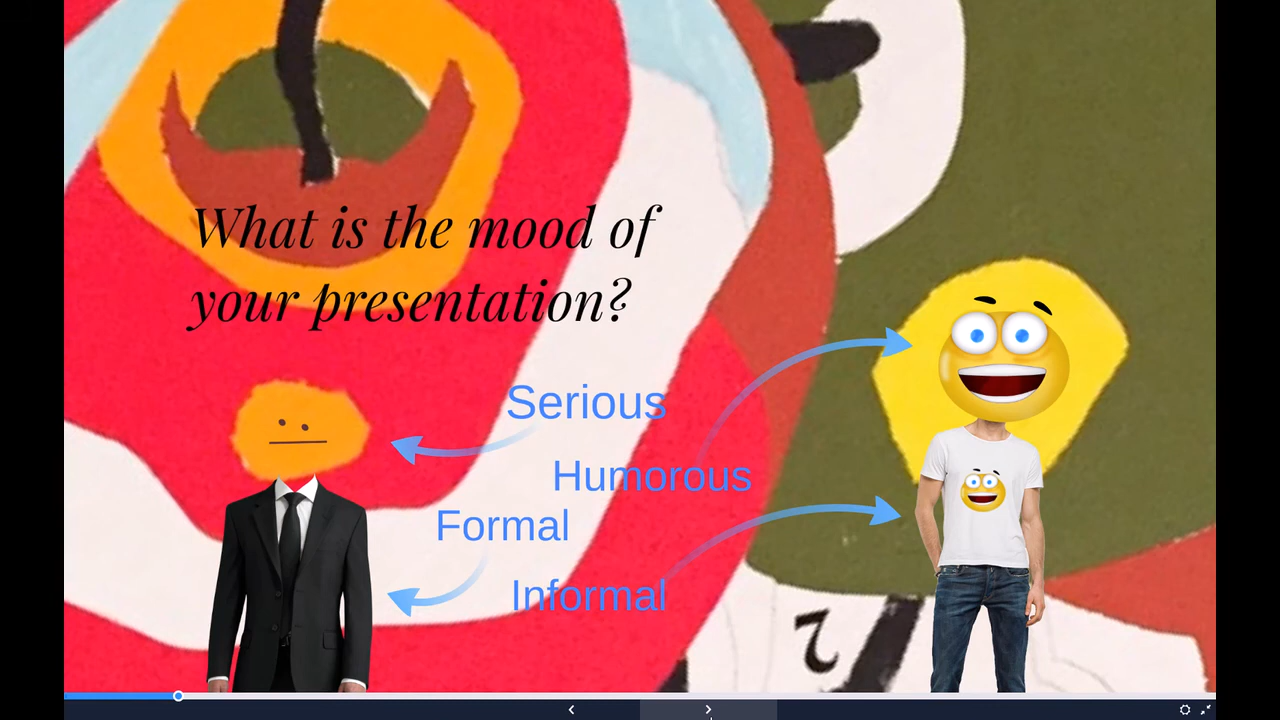 What is the mood of
your presentation?
Serious
Humorous
Formal
Informal